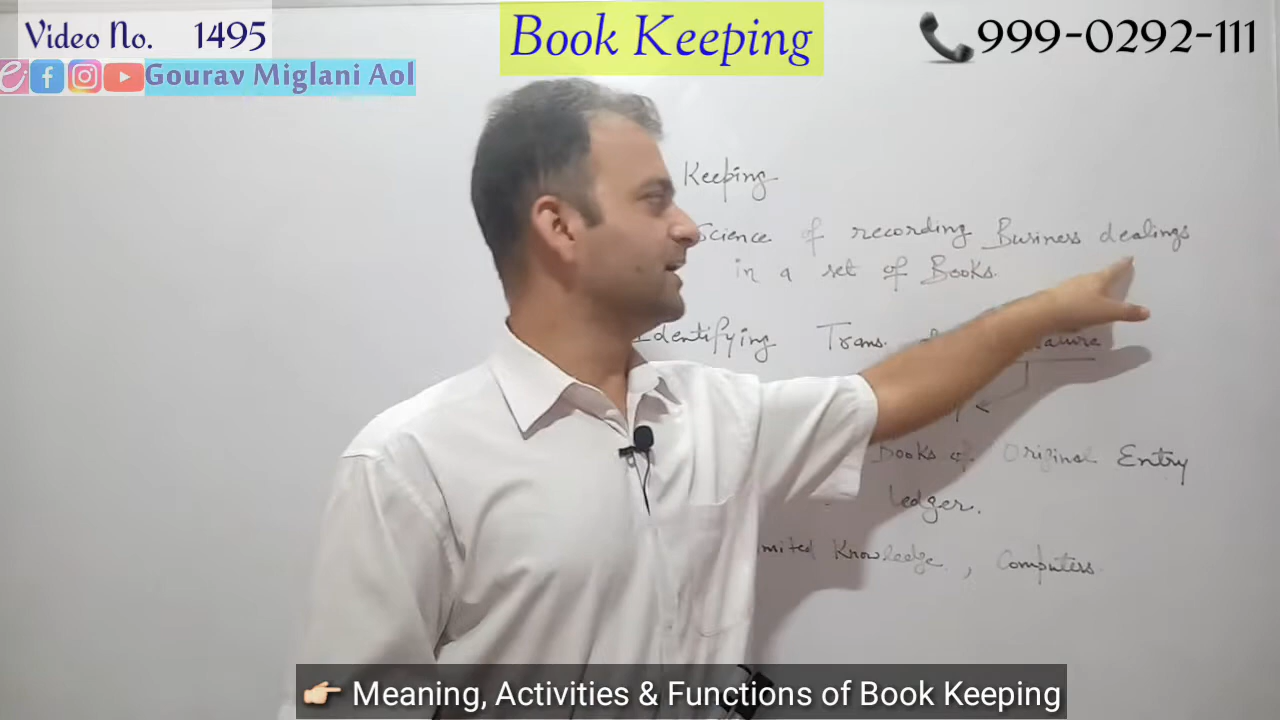 Video No. 1495
Book Keeping
999-0292-111
Gourav Miglani Aol
Keeping
Science of recording Business dealings
in a set of Books.
Identifying Trans.
Books of Original Entry
ledger.
Knowledge, Computers
👉 Meaning, Activities & Functions of Book Keeping